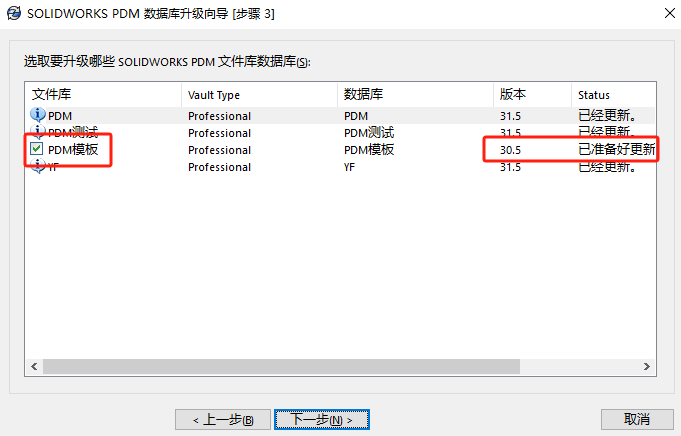 SOLIDWORKS PDM 数据库升级向导 [步骤 3]
选取要升级哪些 SOLIDWORKS PDM 文件库数据库(S):
文件库 Vault Type 数据库 版本 Status
PDM Professional PDM 31.5 已经更新。
PDM测试 Professional PDM测试 31.5 已经更新。
PDM模板 Professional PDM模板 30.5 已准备好更新
YF Professional YF 31.5 已经更新。
< 上一步(B) 下一步(N) > 取消